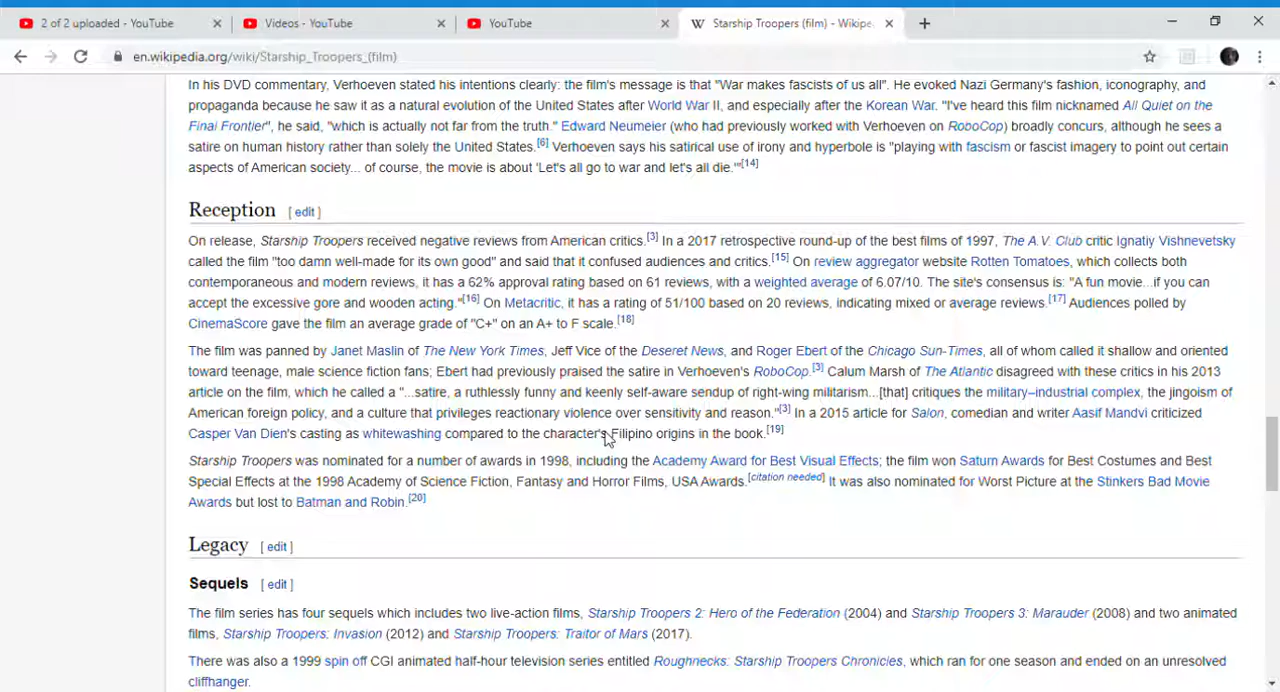 2 of 2 uploaded - YouTube
Videos - YouTube
YouTube
Starship Troopers (film) - Wikipe
en.wikipedia.org/wiki/Starship_Troopers_(film)
In his DVD commentary, Verhoeven stated his intentions clearly: the film's message is that "War makes fascists of us all". He evoked Nazi Germany's fashion, iconography, and
propaganda because he saw it as a natural evolution of the United States after World War II, and especially after the Korean War. "I've heard this film nicknamed All Quiet on the
Final Frontier", he said, "which is actually not far from the truth." Edward Neumeier (who had previously worked with Verhoeven on RoboCop) broadly concurs, although he sees a
satire on human history rather than solely the United States.[6] Verhoeven says his satirical use of irony and hyperbole is "playing with fascism or fascist imagery to point out certain
aspects of American society... of course, the movie is about 'Let's all go to war and let's all die.'"[14]
Reception [ edit ]
On release, Starship Troopers received negative reviews from American critics.[3] In a 2017 retrospective round-up of the best films of 1997, The A.V. Club critic Ignatiy Vishnevetsky
called the film "too damn well-made for its own good" and said that it confused audiences and critics.[15] On review aggregator website Rotten Tomatoes, which collects both
contemporaneous and modern reviews, it has a 62% approval rating based on 61 reviews, with a weighted average of 6.07/10. The site's consensus is: "A fun movie...if you can
accept the excessive gore and wooden acting."[16] On Metacritic, it has a rating of 51/100 based on 20 reviews, indicating mixed or average reviews.[17] Audiences polled by
CinemaScore gave the film an average grade of "C+" on an A+ to F scale.[18]
The film was panned by Janet Maslin of The New York Times, Jeff Vice of the Deseret News, and Roger Ebert of the Chicago Sun-Times, all of whom called it shallow and oriented
toward teenage, male science fiction fans; Ebert had previously praised the satire in Verhoeven's RoboCop.[3] Calum Marsh of The Atlantic disagreed with these critics in his 2013
article on the film, which he called a "...satire, a ruthlessly funny and keenly self-aware sendup of right-wing militarism...[that] critiques the military–industrial complex, the jingoism of
American foreign policy, and a culture that privileges reactionary violence over sensitivity and reason."[3] In a 2015 article for Salon, comedian and writer Aasif Mandvi criticized
Casper Van Dien's casting as whitewashing compared to the character's Filipino origins in the book.[19]
Starship Troopers was nominated for a number of awards in 1998, including the Academy Award for Best Visual Effects; the film won Saturn Awards for Best Costumes and Best
Special Effects at the 1998 Academy of Science Fiction, Fantasy and Horror Films, USA Awards.[citation needed] It was also nominated for Worst Picture at the Stinkers Bad Movie
Awards but lost to Batman and Robin.[20]
Legacy [ edit ]
Sequels [ edit ]
The film series has four sequels which includes two live-action films, Starship Troopers 2: Hero of the Federation (2004) and Starship Troopers 3: Marauder (2008) and two animated
films, Starship Troopers: Invasion (2012) and Starship Troopers: Traitor of Mars (2017).
There was also a 1999 spin off CGI animated half-hour television series entitled Roughnecks: Starship Troopers Chronicles, which ran for one season and ended on an unresolved
cliffhanger.